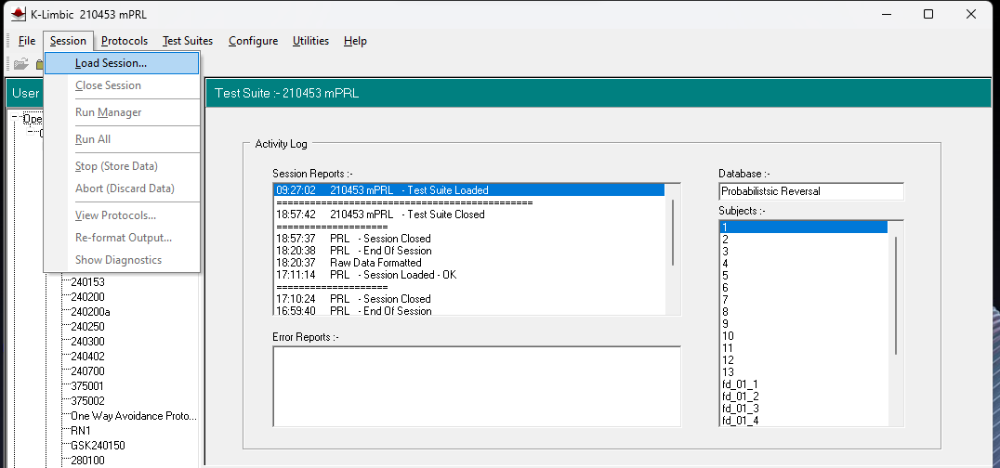 K-Limbic 210453 mPRL
File Session Protocols Test Suites Configure Utilities Help
Load Session...
Close Session
Run Manager
Run All
Stop (Store Data)
Abort (Discard Data)
View Protocols...
Re-format Output...
Show Diagnostics
User
Ope
240153
240200
240200a
240250
240300
240402
240700
375001
375002
One Way Avoidance Proto...
RN1
GSK240150
280100
Test Suite :- 210453 mPRL
Activity Log
Session Reports :-
09:27:02 210453 mPRL - Test Suite Loaded
==============================================
18:57:42 210453 mPRL - Test Suite Closed
====================
18:57:37 PRL - Session Closed
18:20:38 PRL - End Of Session
18:20:37 Raw Data Formatted
17:11:14 PRL - Session Loaded - OK
====================
17:10:24 PRL - Session Closed
16:59:40 PRL - End Of Session
Error Reports :-
Database :-
Probabilistsic Reversal
Subjects :-
1
2
3
4
5
6
7
8
9
10
11
12
13
fd_01_1
fd_01_2
fd_01_3
fd_01_4